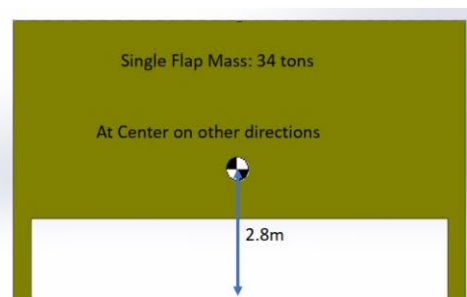 Single Flap Mass: 34 tons
At Center on other directions
2.8m